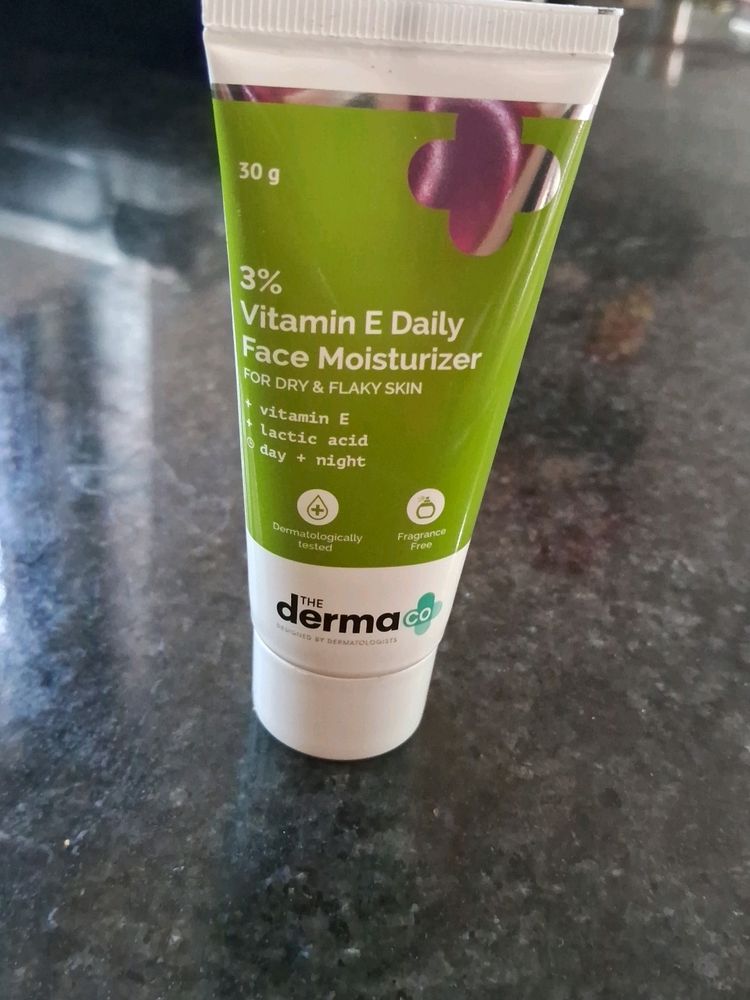 30 g
3%
Vitamin E Daily
Face Moisturizer
FOR DRY & FLAKY SKIN
+ vitamin E
+ lactic acid
day + night
Dermatologically
tested
Fragrance
Free
THE
derma co
DESIGNED BY DERMATOLOGISTS